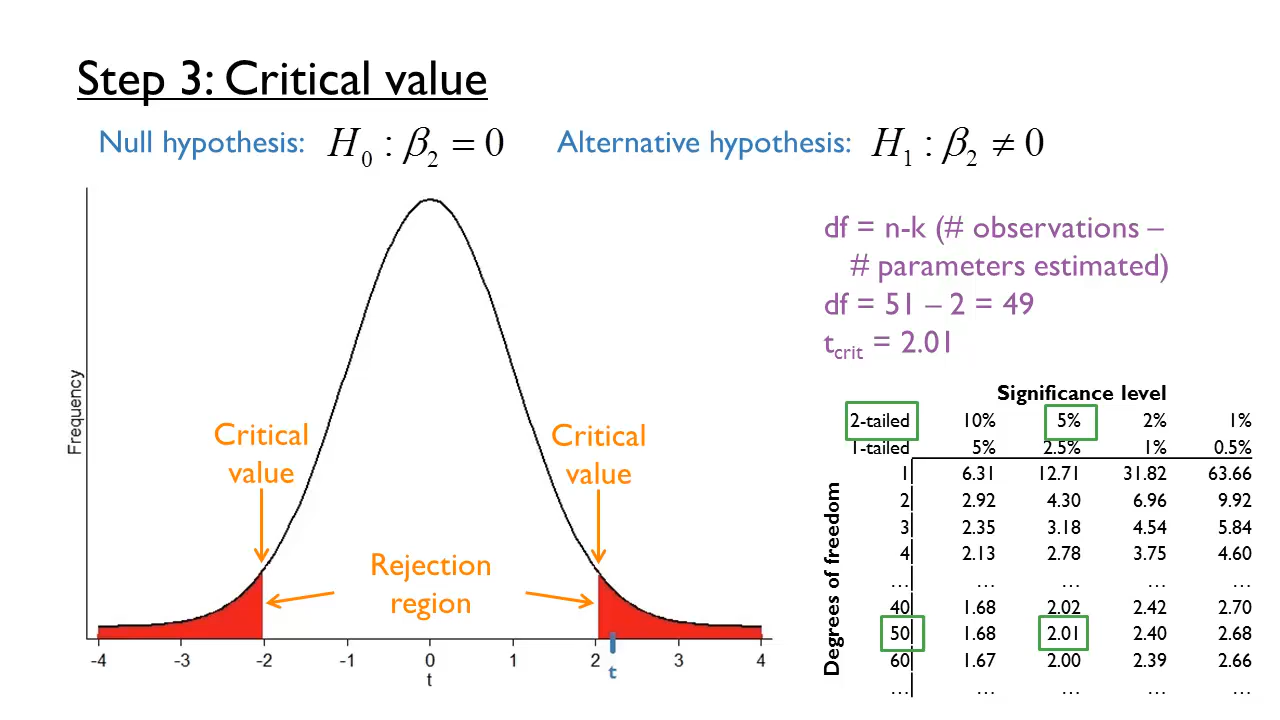 Step 3: Critical value
Null hypothesis: H₀ : β₂ = 0 Alternative hypothesis: H₁ : β₂ ≠ 0
df = n-k (# observations –
# parameters estimated)
df = 51 – 2 = 49
t_crit = 2.01
Frequency
Critical
value
Critical
value
Rejection
region
-4 -3 -2 -1 0 1 2 3 4
t
t
Significance level
2-tailed 10% 5% 2% 1%
1-tailed 5% 2.5% 1% 0.5%
Degrees of freedom
1 6.31 12.71 31.82 63.66
2 2.92 4.30 6.96 9.92
3 2.35 3.18 4.54 5.84
4 2.13 2.78 3.75 4.60
… … … … …
40 1.68 2.02 2.42 2.70
50 1.68 2.01 2.40 2.68
60 1.67 2.00 2.39 2.66
… … … … …